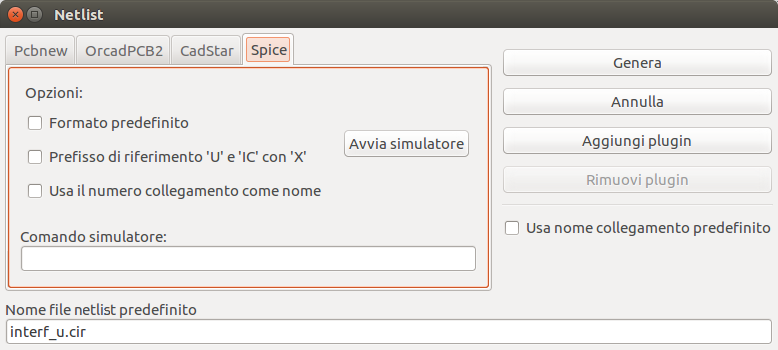 Netlist
Pcbnew OrcadPCB2 CadStar Spice
Opzioni:
Formato predefinito
Prefisso di riferimento 'U' e 'IC' con 'X'
Usa il numero collegamento come nome
Avvia simulatore
Comando simulatore:
Genera
Annulla
Aggiungi plugin
Rimuovi plugin
Usa nome collegamento predefinito
Nome file netlist predefinito
interf_u.cir